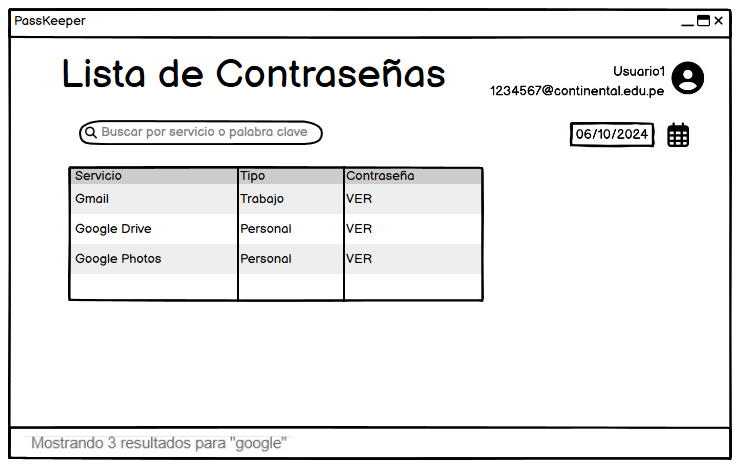 PassKeeper
Lista de Contraseñas
Usuario1
1234567@continental.edu.pe
Buscar por servicio o palabra clave
06/10/2024
Servicio Tipo Contraseña
Gmail Trabajo VER
Google Drive Personal VER
Google Photos Personal VER
Mostrando 3 resultados para "google"